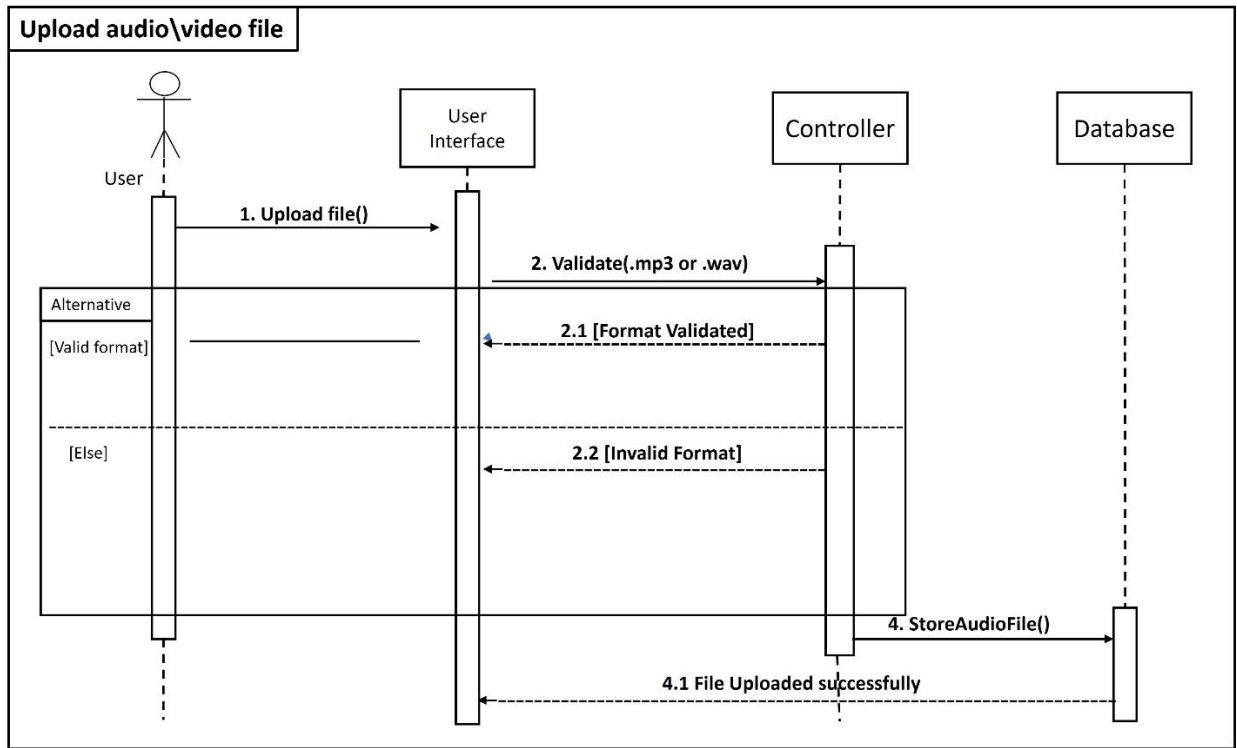 Upload audio\video file
User
Interface
Controller
Database
User
1. Upload file()
2. Validate(.mp3 or .wav)
Alternative
[Valid format]
2.1 [Format Validated]
[Else]
2.2 [Invalid Format]
4. StoreAudioFile()
4.1 File Uploaded successfully